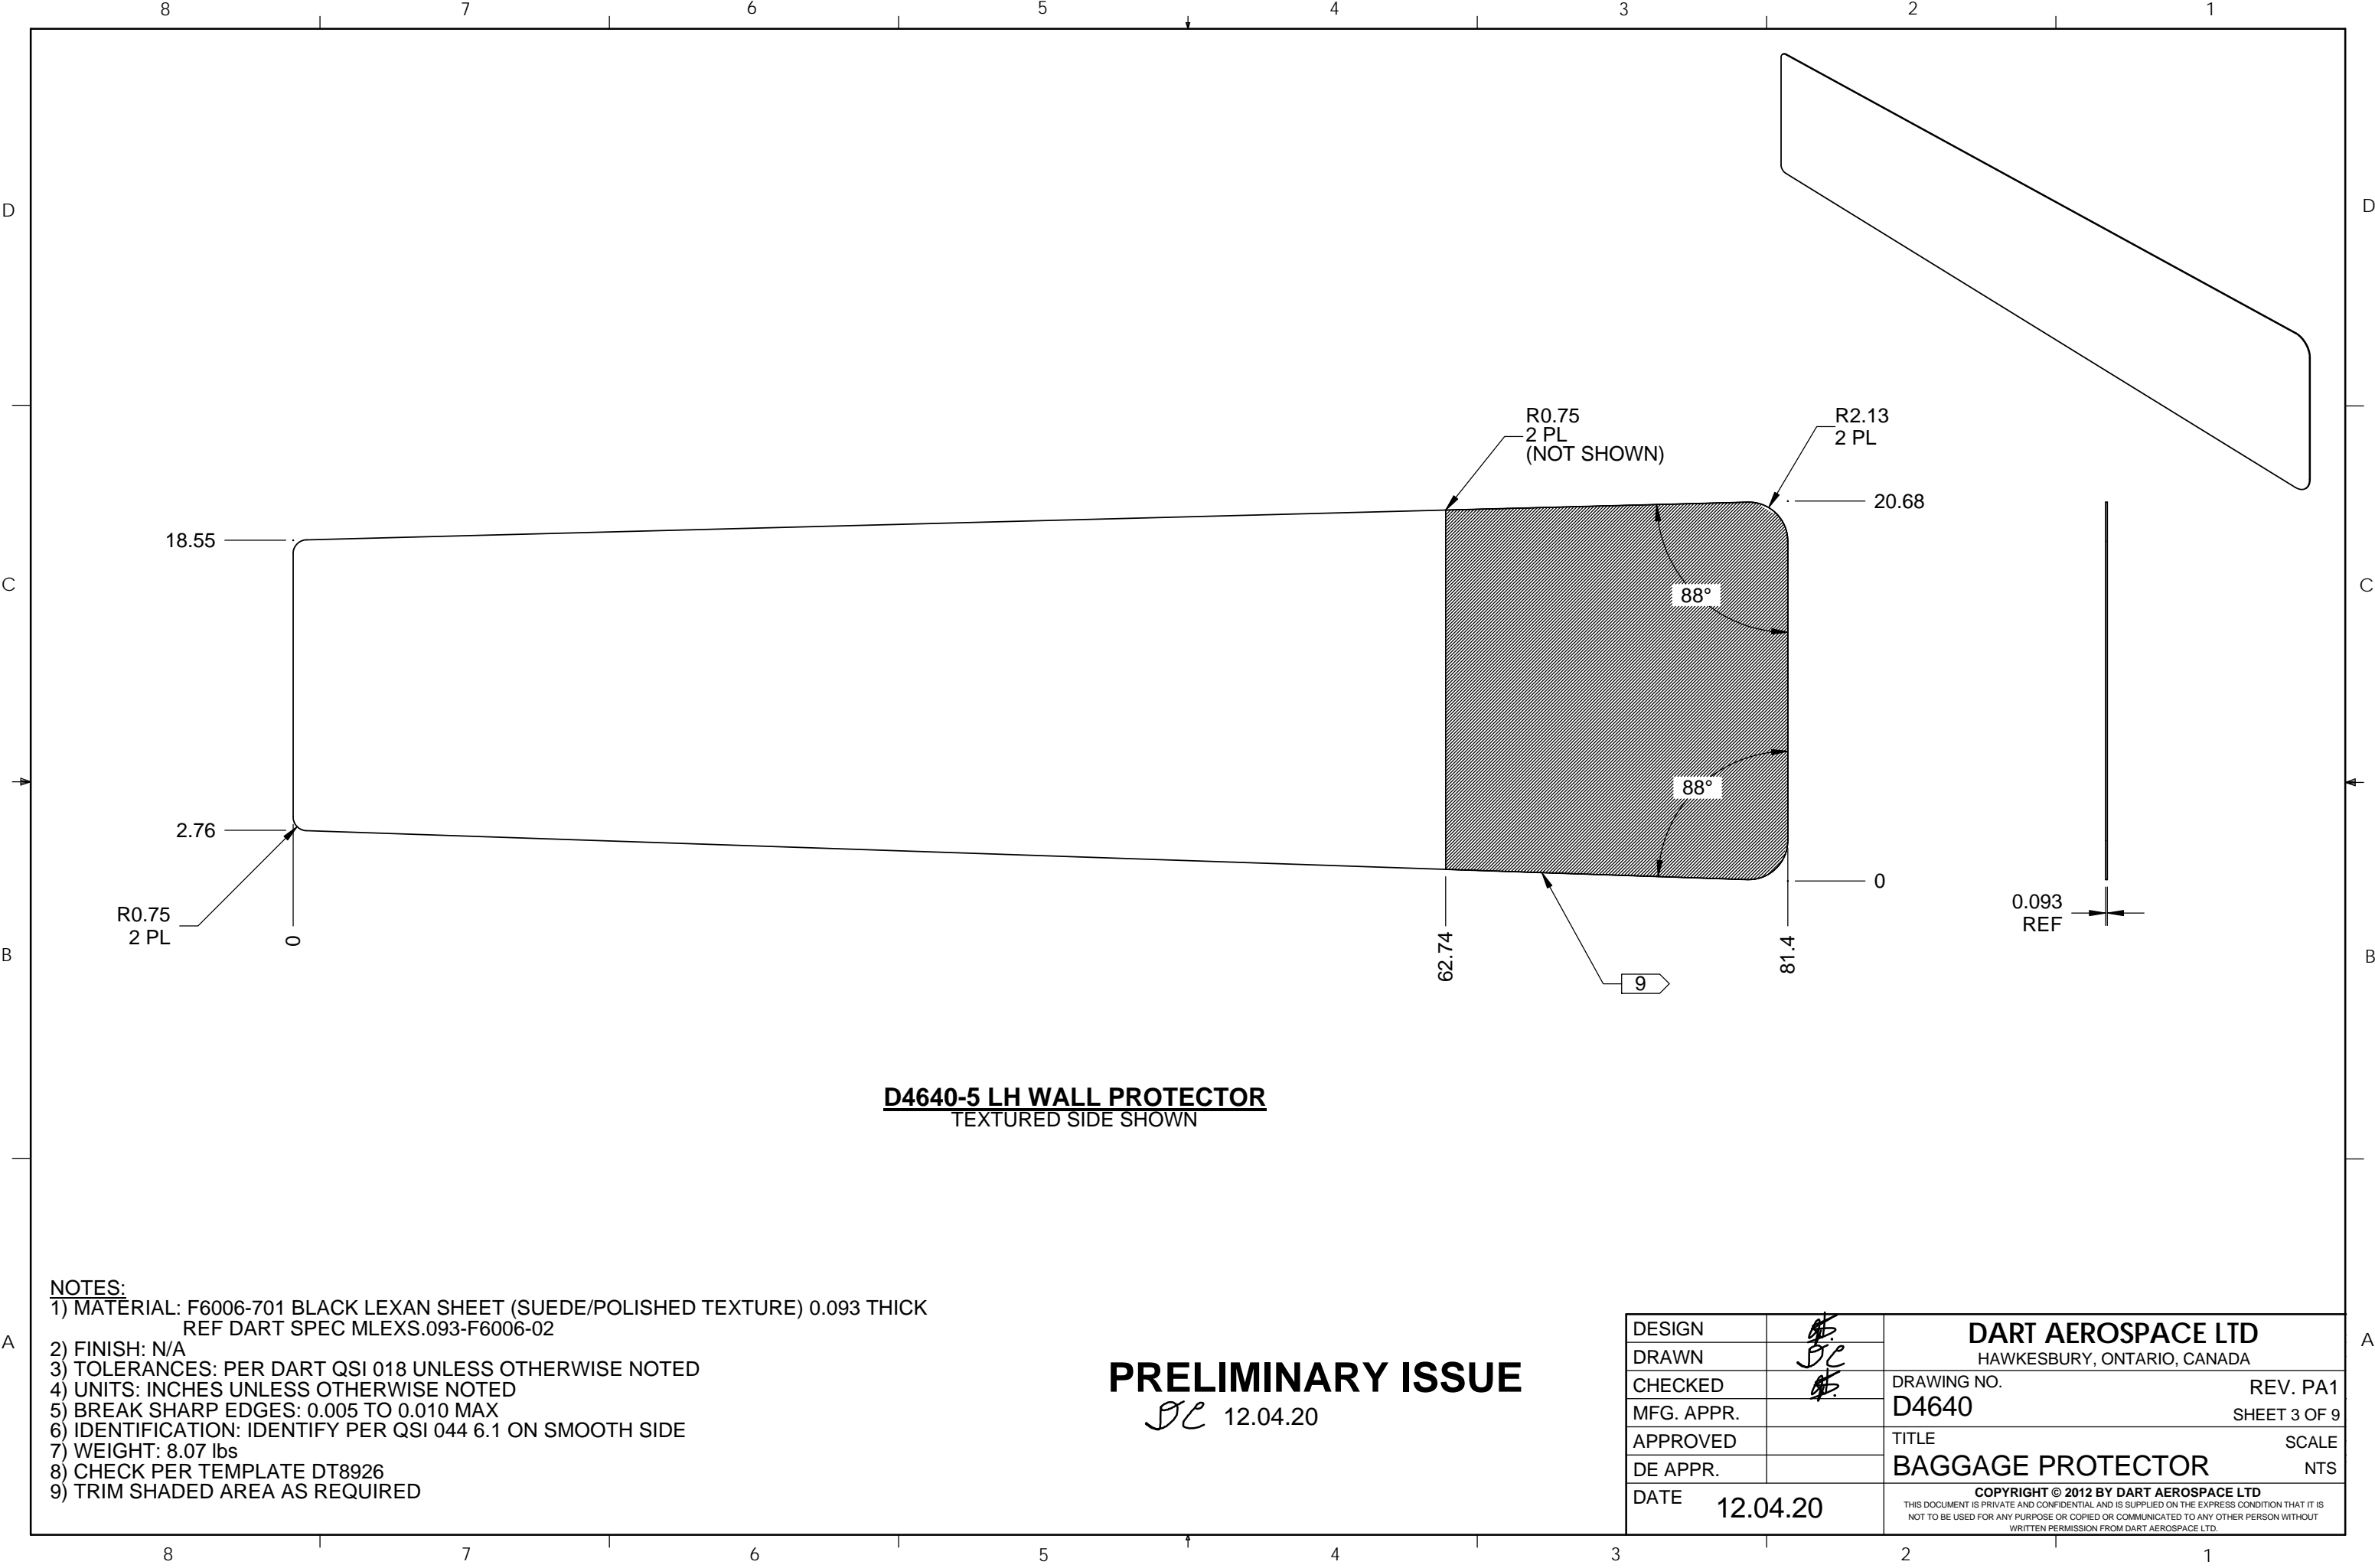 8 7 6 5 4 3 2 1
D
D
R0.75
2 PL
(NOT SHOWN)
R2.13
2 PL
20.68
18.55
C
C
88°
88°
2.76
0
R0.75
2 PL
0
62.74
81.4
0.093
REF
B
B
9
D4640-5 LH WALL PROTECTOR
TEXTURED SIDE SHOWN
NOTES:
1) MATERIAL: F6006-701 BLACK LEXAN SHEET (SUEDE/POLISHED TEXTURE) 0.093 THICK
REF DART SPEC MLEXS.093-F6006-02
2) FINISH: N/A
3) TOLERANCES: PER DART QSI 018 UNLESS OTHERWISE NOTED
4) UNITS: INCHES UNLESS OTHERWISE NOTED
5) BREAK SHARP EDGES: 0.005 TO 0.010 MAX
6) IDENTIFICATION: IDENTIFY PER QSI 044 6.1 ON SMOOTH SIDE
7) WEIGHT: 8.07 lbs
8) CHECK PER TEMPLATE DT8926
9) TRIM SHADED AREA AS REQUIRED
A
A
PRELIMINARY ISSUE
DC 12.04.20
DESIGN
DRAWN DC
CHECKED
MFG. APPR.
APPROVED
DE APPR.
DATE 12.04.20
DART AEROSPACE LTD
HAWKESBURY, ONTARIO, CANADA
DRAWING NO. REV. PA1
D4640 SHEET 3 OF 9
TITLE SCALE
BAGGAGE PROTECTOR NTS
COPYRIGHT © 2012 BY DART AEROSPACE LTD
THIS DOCUMENT IS PRIVATE AND CONFIDENTIAL AND IS SUPPLIED ON THE EXPRESS CONDITION THAT IT IS
NOT TO BE USED FOR ANY PURPOSE OR COPIED OR COMMUNICATED TO ANY OTHER PERSON WITHOUT
WRITTEN PERMISSION FROM DART AEROSPACE LTD.
8 7 6 5 4 3 2 1